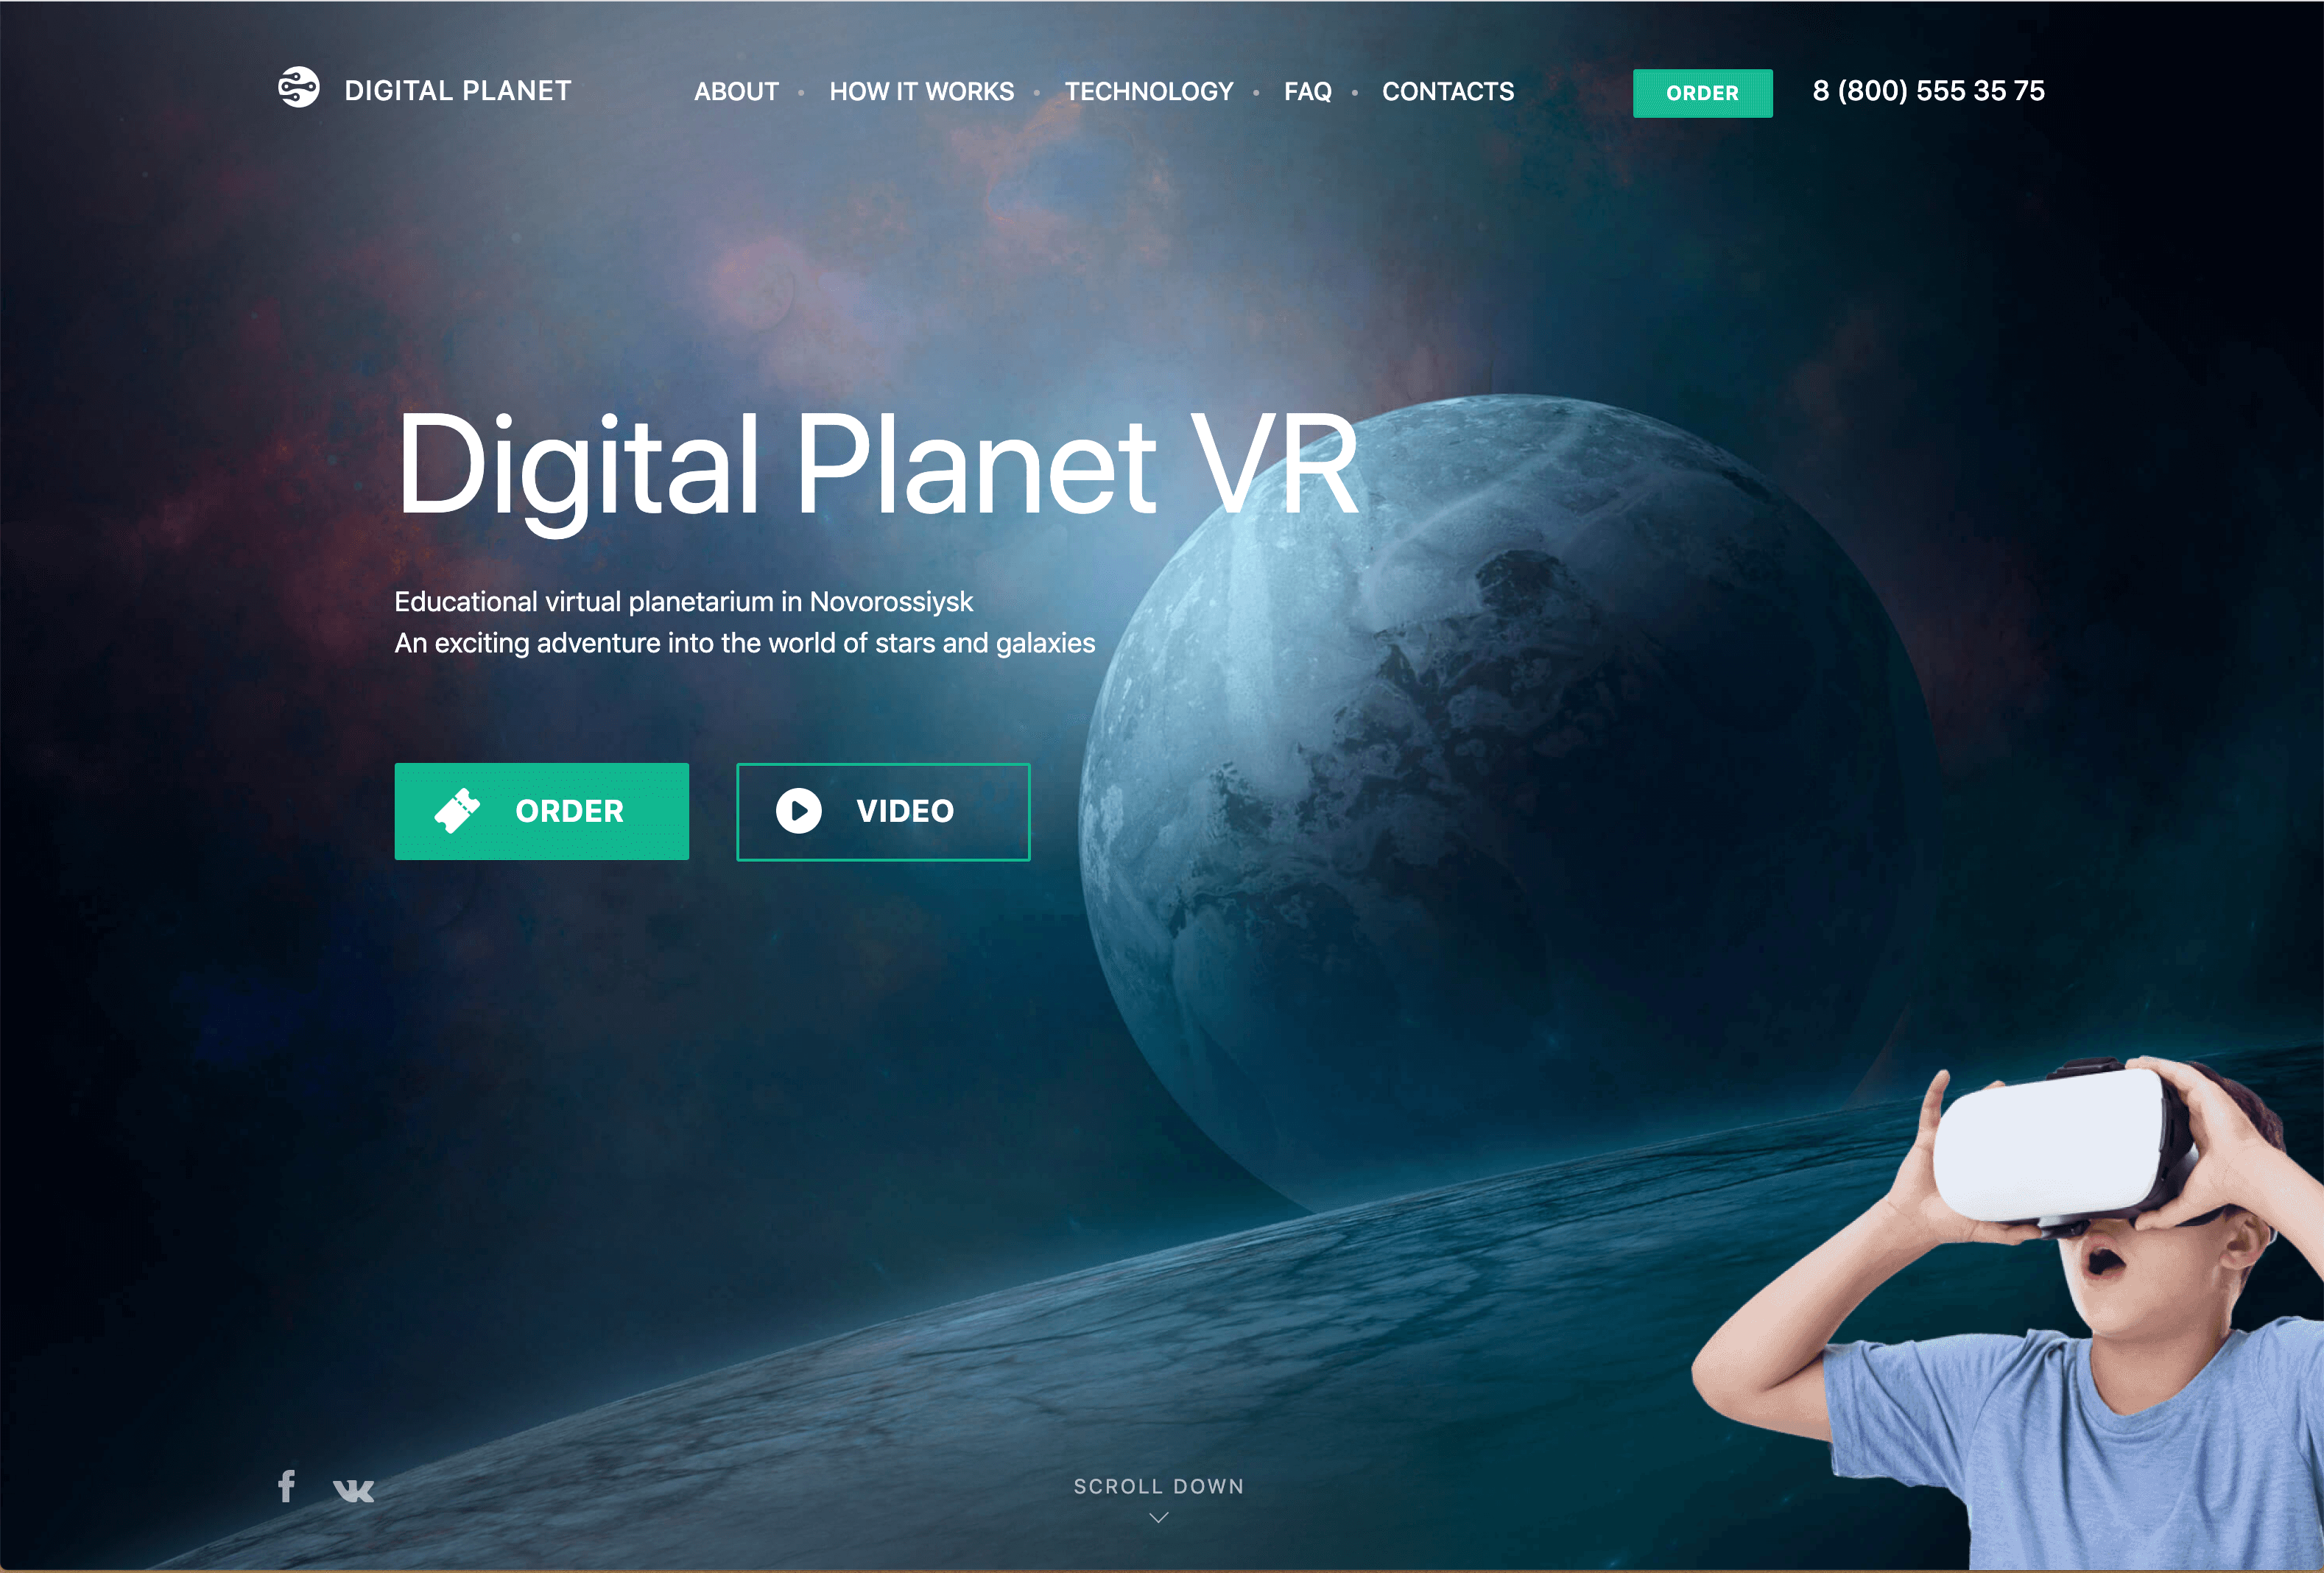 DIGITAL PLANET
ABOUT • HOW IT WORKS • TECHNOLOGY • FAQ • CONTACTS
ORDER
8 (800) 555 35 75
Digital Planet VR
Educational virtual planetarium in Novorossiysk
An exciting adventure into the world of stars and galaxies
ORDER
VIDEO
SCROLL DOWN